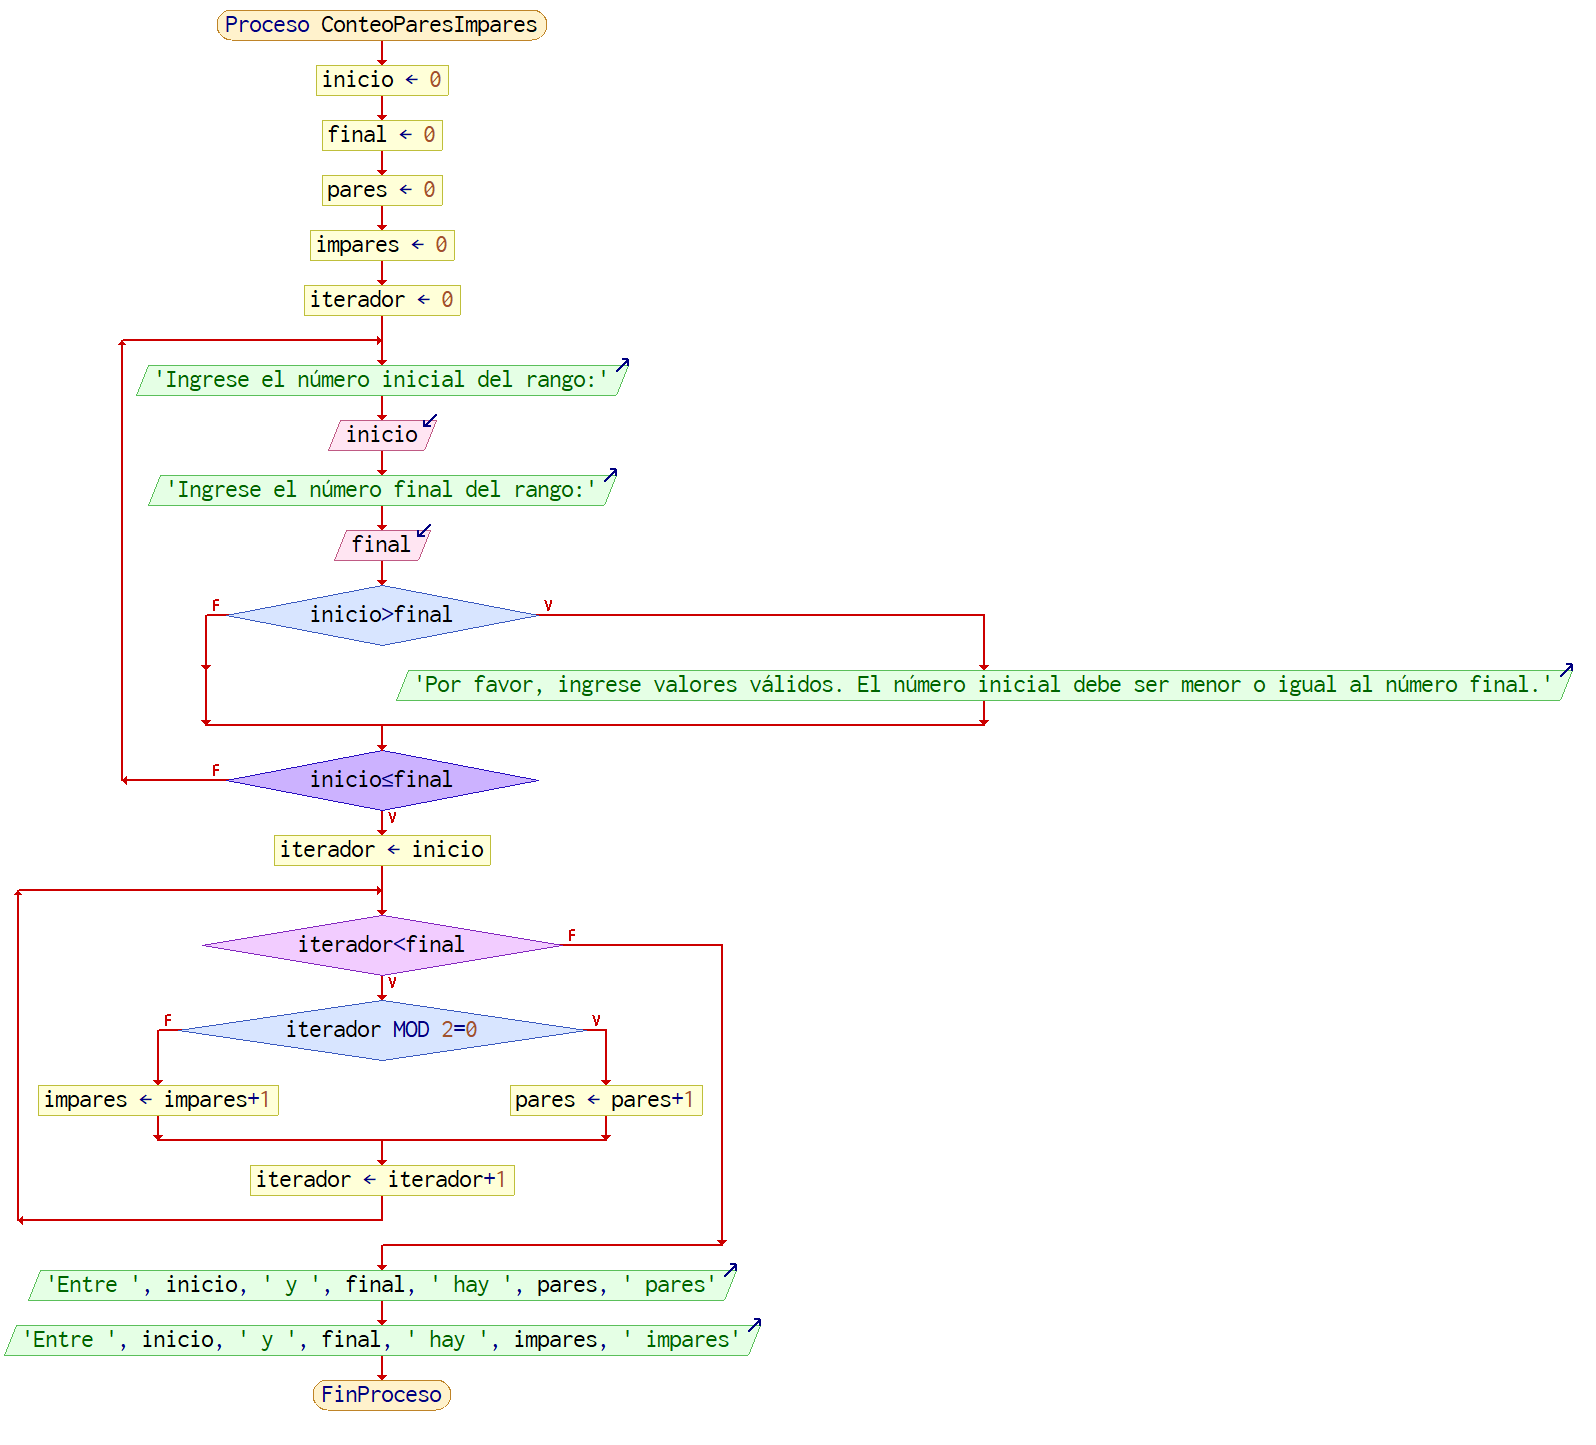 Proceso ConteoParesImpares
inicio ← 0
final ← 0
pares ← 0
impares ← 0
iterador ← 0
'Ingrese el número inicial del rango:'
inicio
'Ingrese el número final del rango:'
final
F
V
inicio>final
'Por favor, ingrese valores válidos. El número inicial debe ser menor o igual al número final.'
F
inicio≤final
V
iterador ← inicio
F
iterador<final
V
F
V
iterador MOD 2=0
impares ← impares+1
pares ← pares+1
iterador ← iterador+1
'Entre ', inicio, ' y ', final, ' hay ', pares, ' pares'
'Entre ', inicio, ' y ', final, ' hay ', impares, ' impares'
FinProceso